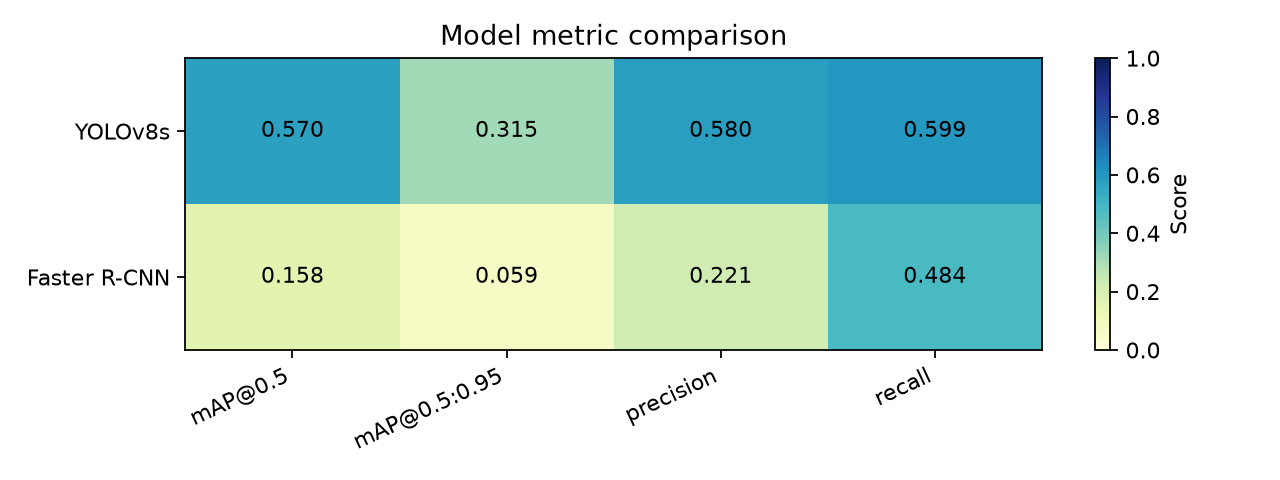 Model metric comparison
YOLOv8s
0.570 0.315 0.580 0.599
Faster R-CNN
0.158 0.059 0.221 0.484
mAP@0.5
mAP@0.5:0.95
precision
recall
1.0
0.8
0.6
0.4
0.2
0.0
Score